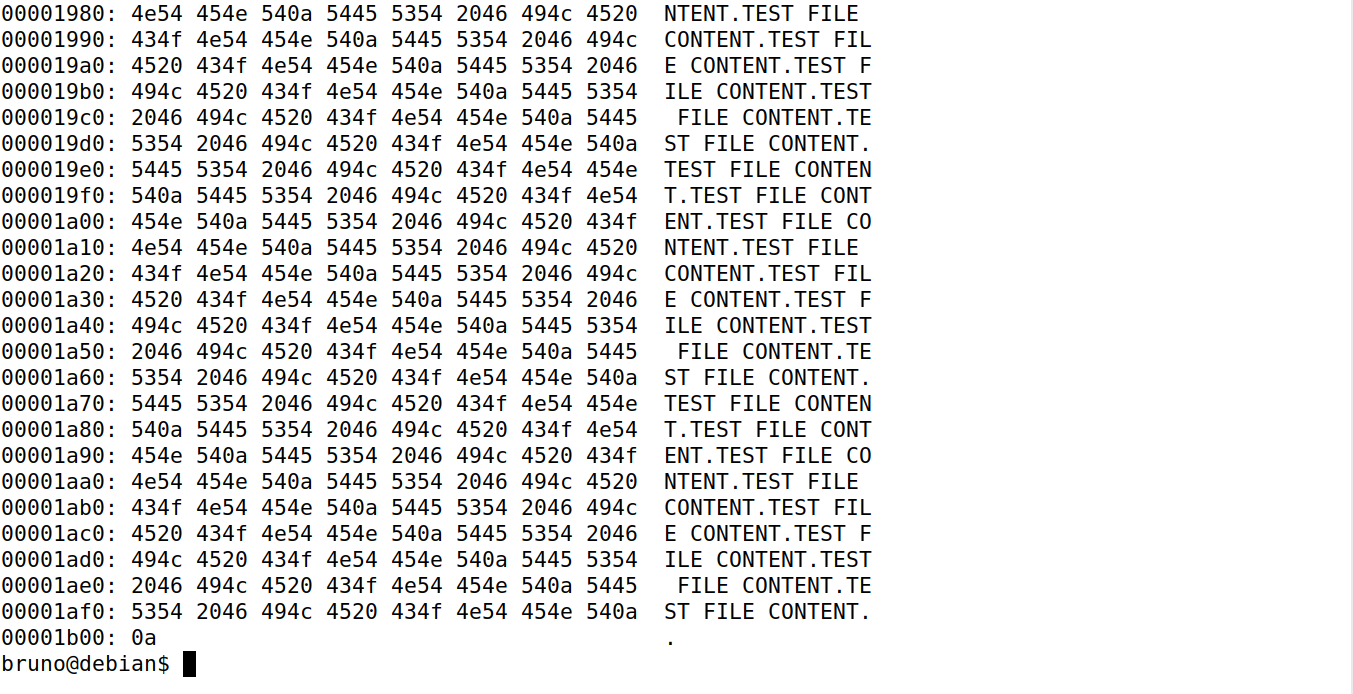 00001980: 4e54 454e 540a 5445 5354 2046 494c 4520  NTENT.TEST FILE
00001990: 434f 4e54 454e 540a 5445 5354 2046 494c  CONTENT.TEST FIL
000019a0: 4520 434f 4e54 454e 540a 5445 5354 2046  E CONTENT.TEST F
000019b0: 494c 4520 434f 4e54 454e 540a 5445 5354  ILE CONTENT.TEST
000019c0: 2046 494c 4520 434f 4e54 454e 540a 5445   FILE CONTENT.TE
000019d0: 5354 2046 494c 4520 434f 4e54 454e 540a  ST FILE CONTENT.
000019e0: 5445 5354 2046 494c 4520 434f 4e54 454e  TEST FILE CONTEN
000019f0: 540a 5445 5354 2046 494c 4520 434f 4e54  T.TEST FILE CONT
00001a00: 454e 540a 5445 5354 2046 494c 4520 434f  ENT.TEST FILE CO
00001a10: 4e54 454e 540a 5445 5354 2046 494c 4520  NTENT.TEST FILE
00001a20: 434f 4e54 454e 540a 5445 5354 2046 494c  CONTENT.TEST FIL
00001a30: 4520 434f 4e54 454e 540a 5445 5354 2046  E CONTENT.TEST F
00001a40: 494c 4520 434f 4e54 454e 540a 5445 5354  ILE CONTENT.TEST
00001a50: 2046 494c 4520 434f 4e54 454e 540a 5445   FILE CONTENT.TE
00001a60: 5354 2046 494c 4520 434f 4e54 454e 540a  ST FILE CONTENT.
00001a70: 5445 5354 2046 494c 4520 434f 4e54 454e  TEST FILE CONTEN
00001a80: 540a 5445 5354 2046 494c 4520 434f 4e54  T.TEST FILE CONT
00001a90: 454e 540a 5445 5354 2046 494c 4520 434f  ENT.TEST FILE CO
00001aa0: 4e54 454e 540a 5445 5354 2046 494c 4520  NTENT.TEST FILE
00001ab0: 434f 4e54 454e 540a 5445 5354 2046 494c  CONTENT.TEST FIL
00001ac0: 4520 434f 4e54 454e 540a 5445 5354 2046  E CONTENT.TEST F
00001ad0: 494c 4520 434f 4e54 454e 540a 5445 5354  ILE CONTENT.TEST
00001ae0: 2046 494c 4520 434f 4e54 454e 540a 5445   FILE CONTENT.TE
00001af0: 5354 2046 494c 4520 434f 4e54 454e 540a  ST FILE CONTENT.
00001b00: 0a                                       .
bruno@debian$